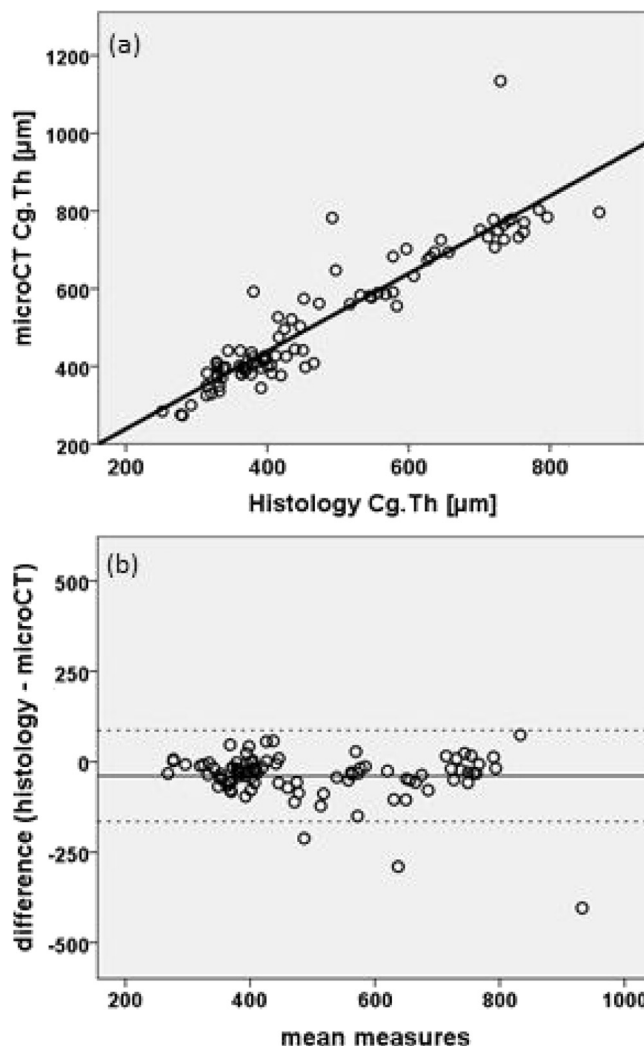 (a)
microCT Cg.Th [µm]
1200
1000
800
600
400
200
200 400 600 800
Histology Cg.Th [µm]
(b)
difference (histology - microCT)
500
250
0
-250
-500
200 400 600 800 1000
mean measures